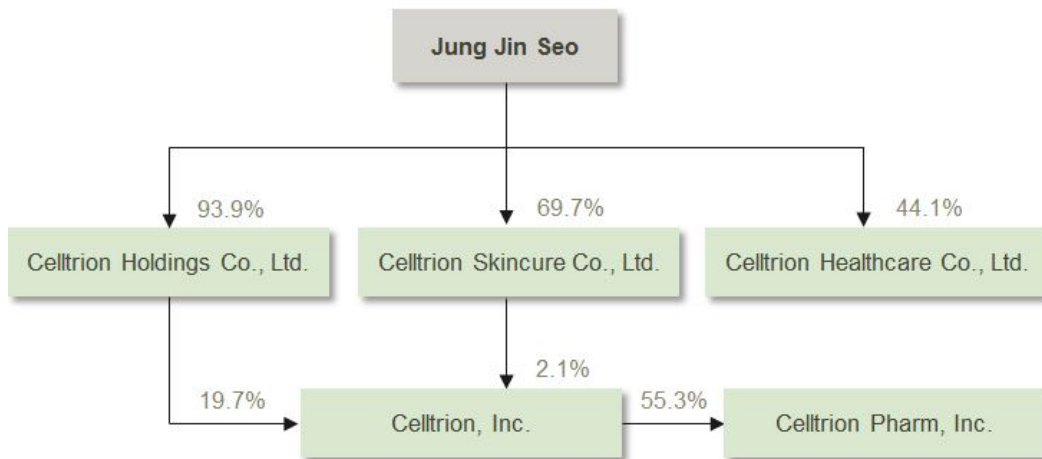 Jung Jin Seo
93.9%
69.7%
44.1%
Celltrion Holdings Co., Ltd.
Celltrion Skincure Co., Ltd.
Celltrion Healthcare Co., Ltd.
2.1%
19.7%
55.3%
Celltrion, Inc.
Celltrion Pharm, Inc.